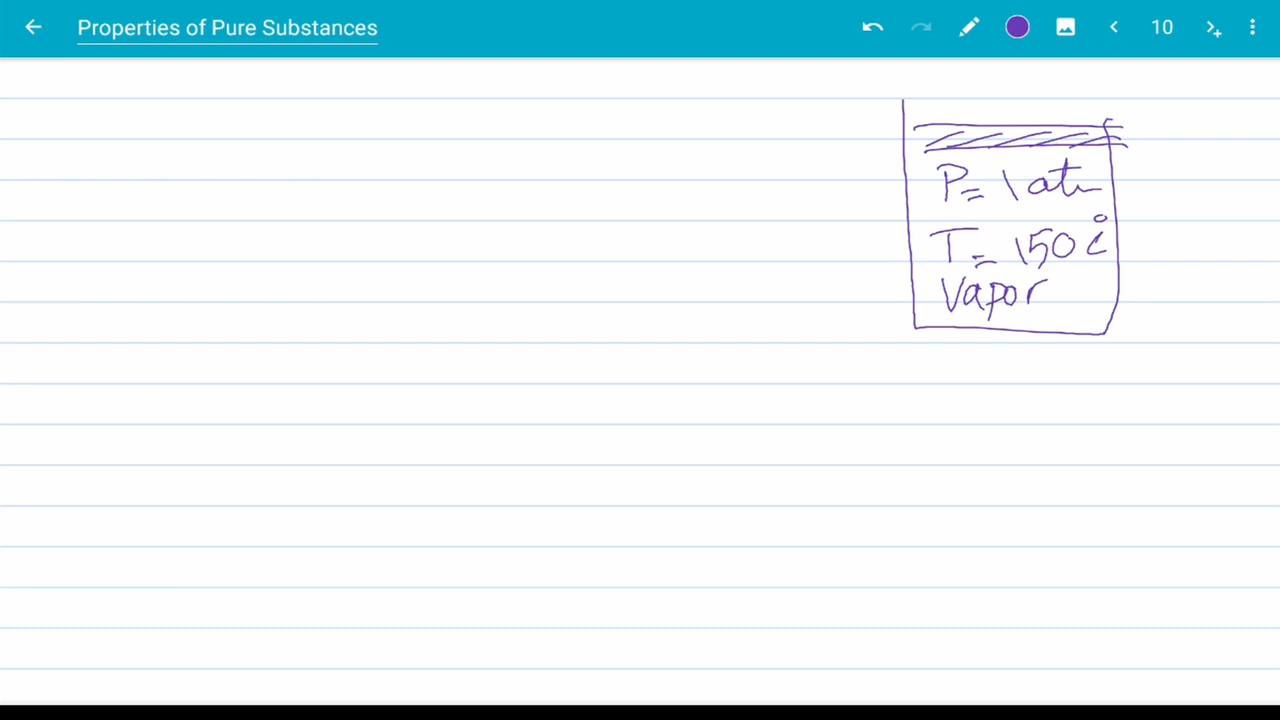 Properties of Pure Substances
10
P = 1 atm
T = 150 °C
Vapor